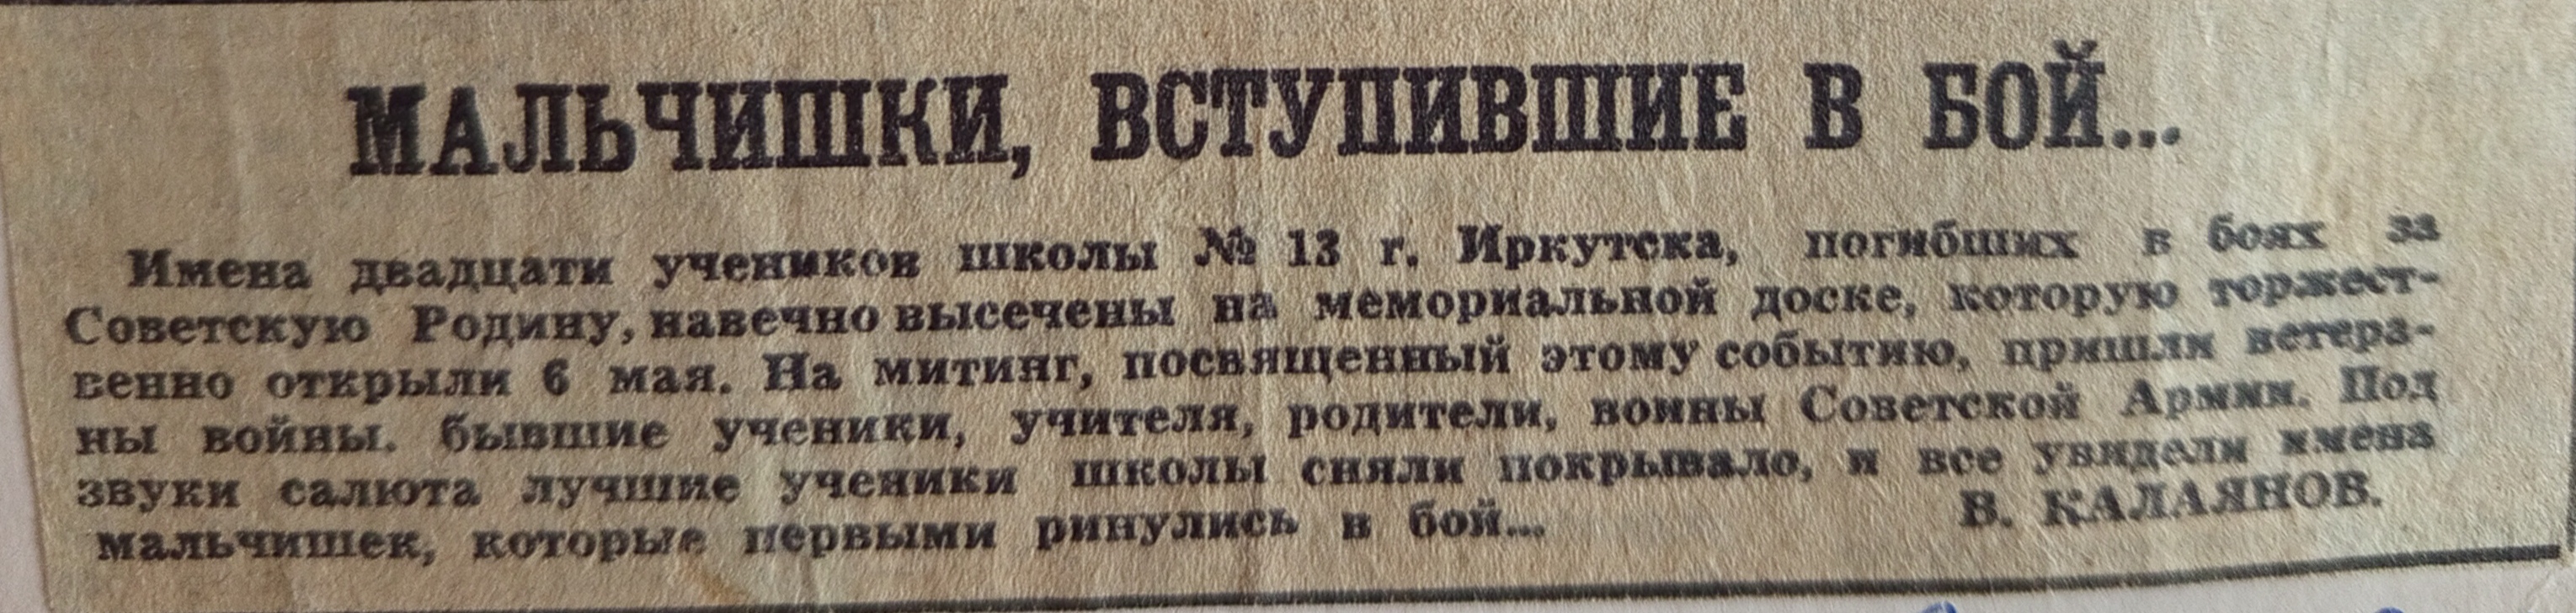 МАЛЬЧИШКИ, ВСТУПИВШИЕ В БОЙ...
Имена двадцати учеников школы № 13 г. Иркутска, погибших в боях за
Советскую Родину, навечно высечены на мемориальной доске, которую торжест-
венно открыли 6 мая. На митинг, посвященный этому событию, пришли ветера-
ны войны. бывшие ученики, учителя, родители, воины Советской Армии. Под
звуки салюта лучшие ученики школы сняли покрывало, и все увидели имена
мальчишек, которые первыми ринулись в бой...
В. КАЛАЯНОВ.